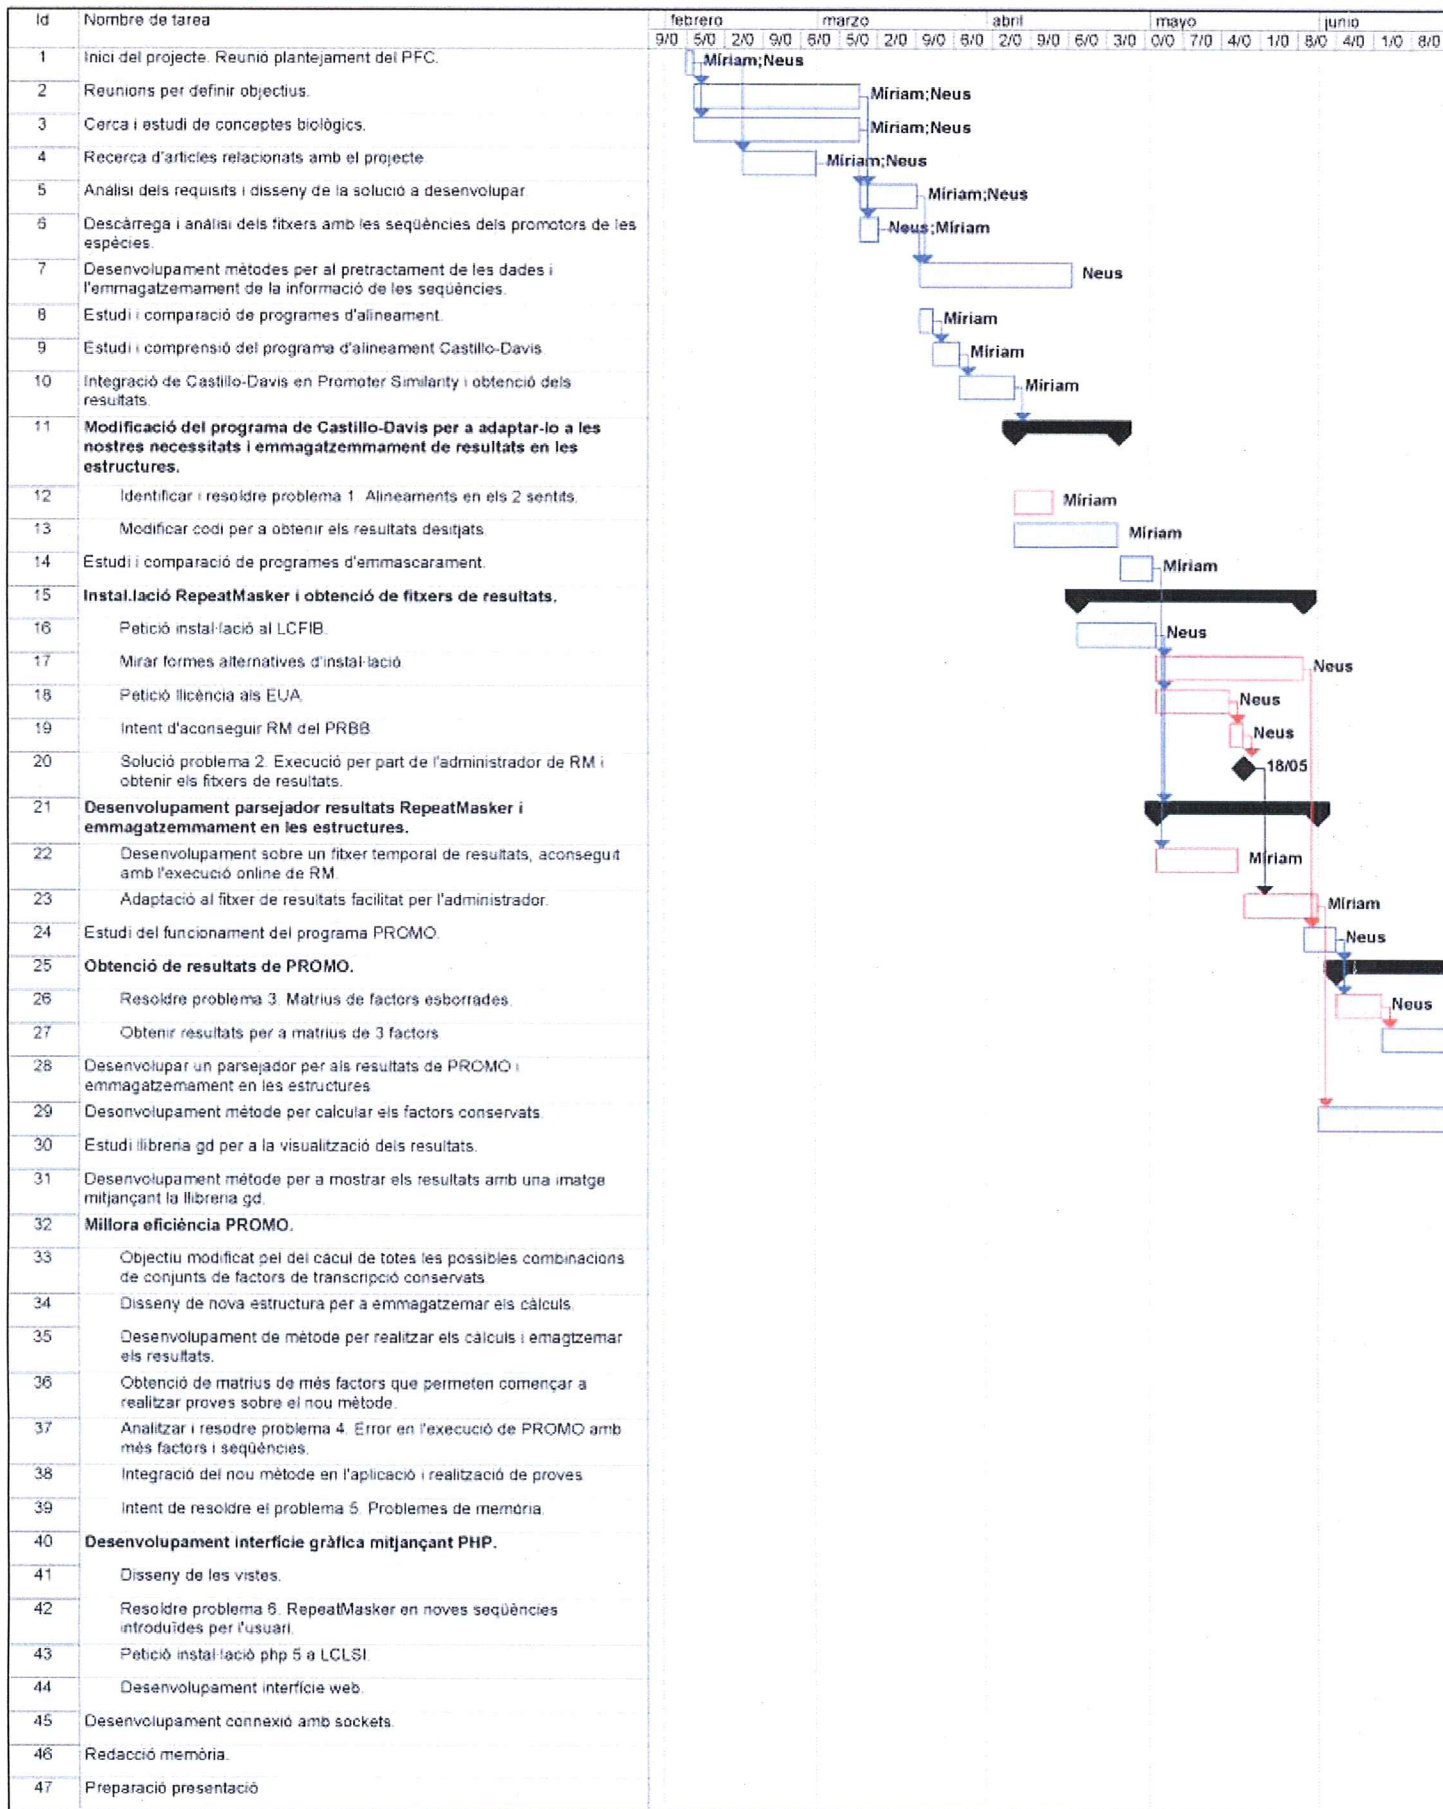 Id Nombre de tarea febrero marzo abril mayo junio
9/0 5/0 2/0 9/0 6/0 5/0 2/0 9/0 6/0 2/0 9/0 6/0 3/0 0/0 7/0 4/0 1/0 8/0 4/0 1/0 8/0
1 Inici del projecte. Reunió plantejament del PFC. Míriam;Neus
2 Reunions per definir objectius. Míriam;Neus
3 Cerca i estudi de conceptes biològics. Míriam;Neus
4 Recerca d'articles relacionats amb el projecte Míriam;Neus
5 Anàlisi dels requisits i disseny de la solució a desenvolupar Míriam;Neus
6 Descàrrega i anàlisi dels fitxers amb les seqüències dels promotors de les
espècies. Neus;Míriam
7 Desenvolupament mètodes per al pretractament de les dades i
l'emmagatzemament de la informació de les seqüències. Neus
8 Estudi i comparació de programes d'alineament. Míriam
9 Estudi i comprensió del programa d'alineament Castillo-Davis Míriam
10 Integració de Castillo-Davis en Promoter Similarity i obtenció dels
resultats. Míriam
11 Modificació del programa de Castillo-Davis per a adaptar-lo a les
nostres necessitats i emmagatzemmament de resultats en les
estructures.
12 Identificar i resoldre problema 1. Alineaments en els 2 sentits. Míriam
13 Modificar codi per a obtenir els resultats desitjats. Míriam
14 Estudi i comparació de programes d'emmascarament. Míriam
15 Instal.lació RepeatMasker i obtenció de fitxers de resultats.
16 Petició instal·lació al LCFIB. Neus
17 Mirar formes alternatives d'instal·lació Neus
18 Petició llicència als EUA. Neus
19 Intent d'aconseguir RM del PRBB. Neus
20 Solució problema 2. Execució per part de l'administrador de RM i
obtenir els fitxers de resultats. 18/05
21 Desenvolupament parsejador resultats RepeatMasker i
emmagatzemmament en les estructures.
22 Desenvolupament sobre un fitxer temporal de resultats, aconseguit
amb l'execució online de RM. Míriam
23 Adaptació al fitxer de resultats facilitat per l'administrador. Míriam
24 Estudi del funcionament del programa PROMO. Neus
25 Obtenció de resultats de PROMO.
26 Resoldre problema 3. Matrius de factors esborrades. Neus
27 Obtenir resultats per a matrius de 3 factors
28 Desenvolupar un parsejador per als resultats de PROMO i
emmagatzemament en les estructures
29 Desenvolupament mètode per calcular els factors conservats.
30 Estudi llibreria gd per a la visualització dels resultats.
31 Desenvolupament mètode per a mostrar els resultats amb una imatge
mitjançant la llibreria gd.
32 Millora eficiència PROMO.
33 Objectiu modificat pel del càcul de totes les possibles combinacions
de conjunts de factors de transcripció conservats
34 Disseny de nova estructura per a emmagatzemar els càlculs.
35 Desenvolupament de mètode per realitzar els càlculs i emagtzemar
els resultats.
36 Obtenció de matrius de més factors que permeten començar a
realitzar proves sobre el nou mètode.
37 Analitzar i resodre problema 4. Error en l'execució de PROMO amb
més factors i seqüències.
38 Integració del nou mètode en l'aplicació i realització de proves
39 Intent de resoldre el problema 5. Problemes de memòria.
40 Desenvolupament interfície gràfica mitjançant PHP.
41 Disseny de les vistes.
42 Resoldre problema 6. RepeatMasker en noves seqüències
introduïdes per l'usuari.
43 Petició instal·lació php 5 a LCLSI.
44 Desenvolupament interfície web.
45 Desenvolupament connexió amb sockets.
46 Redacció memòria.
47 Preparació presentació